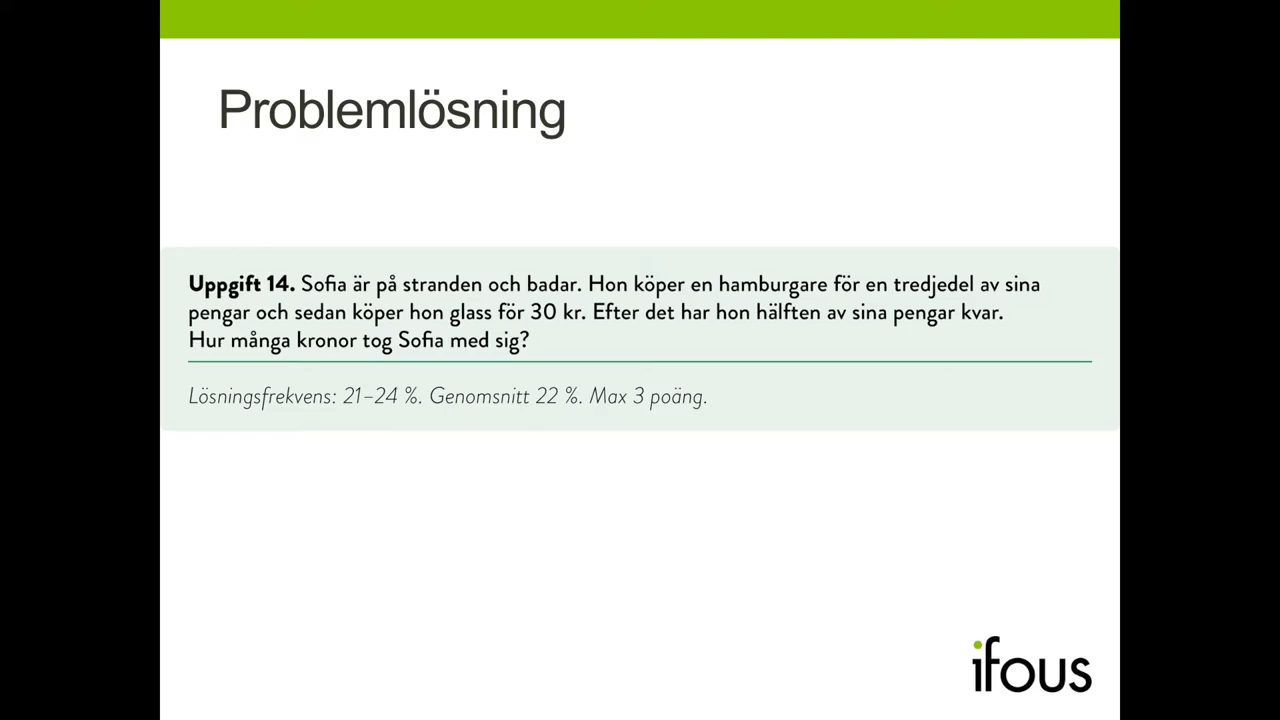 Problemlösning
Uppgift 14. Sofia är på stranden och badar. Hon köper en hamburgare för en tredjedel av sina
pengar och sedan köper hon glass för 30 kr. Efter det har hon hälften av sina pengar kvar.
Hur många kronor tog Sofia med sig?
Lösningsfrekvens: 21–24 %. Genomsnitt 22 %. Max 3 poäng.
ifous